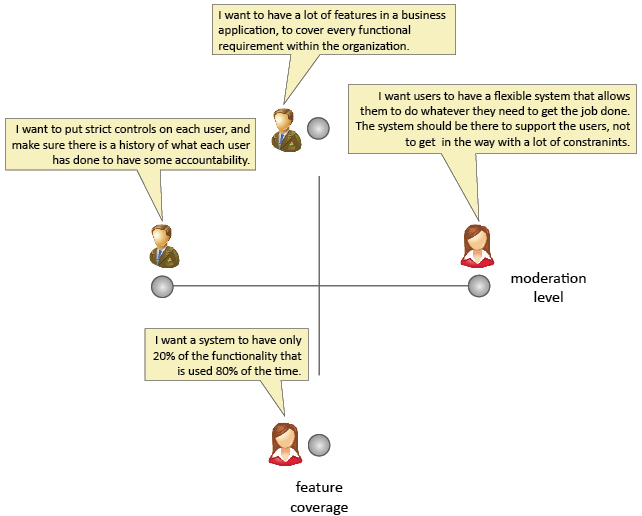 I want to have a lot of features in a business
application, to cover every functional
requirement within the organization.
I want users to have a flexible system that allows
them to do whatever they need to get the job done.
The system should be there to support the users, not
to get in the way with a lot of constranints.
I want to put strict controls on each user, and
make sure there is a history of what each user
has done to have some accountability.
moderation
level
I want a system to have only
20% of the functionality that
is used 80% of the time.
feature
coverage